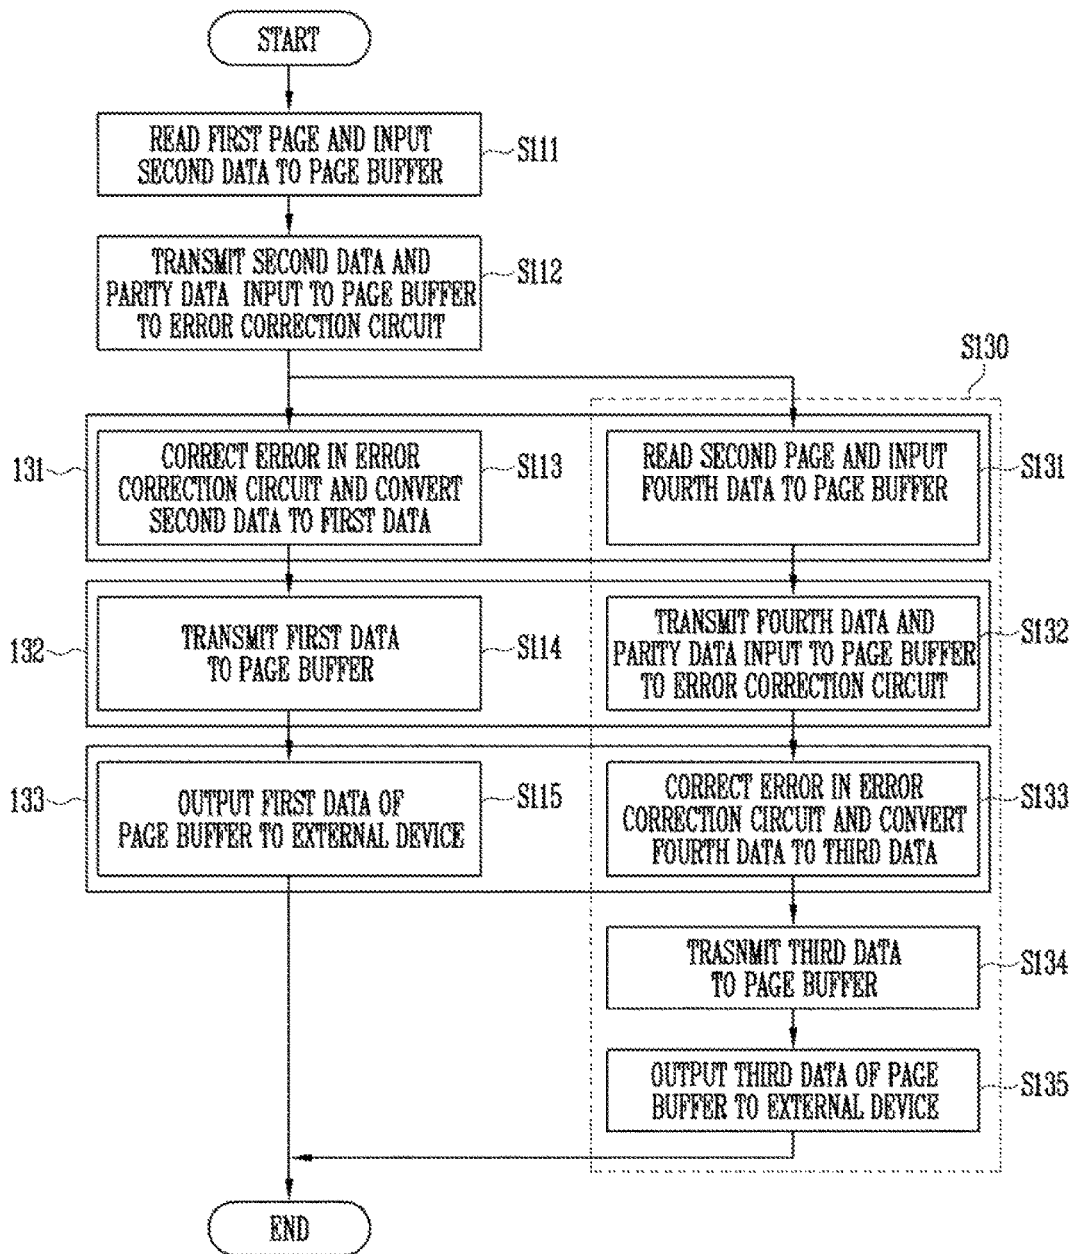 START
READ FIRST PAGE AND INPUT
SECOND DATA TO PAGE BUFFER
S111
TRANSMIT SECOND DATA AND
PARITY DATA INPUT TO PAGE BUFFER
TO ERROR CORRECTION CIRCUIT
S112
S130
131
CORRECT ERROR IN ERROR
CORRECTION CIRCUIT AND CONVERT
SECOND DATA TO FIRST DATA
S113
READ SECOND PAGE AND INPUT
FOURTH DATA TO PAGE BUFFER
S131
132
TRANSMIT FIRST DATA
TO PAGE BUFFER
S114
TRANSMIT FOURTH DATA AND
PARITY DATA INPUT TO PAGE BUFFER
TO ERROR CORRECTION CIRCUIT
S132
133
OUTPUT FIRST DATA OF
PAGE BUFFER TO EXTERNAL DEVICE
S115
CORRECT ERROR IN ERROR
CORRECTION CIRCUIT AND CONVERT
FOURTH DATA TO THIRD DATA
S133
TRASNMIT THIRD DATA
TO PAGE BUFFER
S134
OUTPUT THIRD DATA OF PAGE
BUFFER TO EXTERNAL DEVICE
S135
END